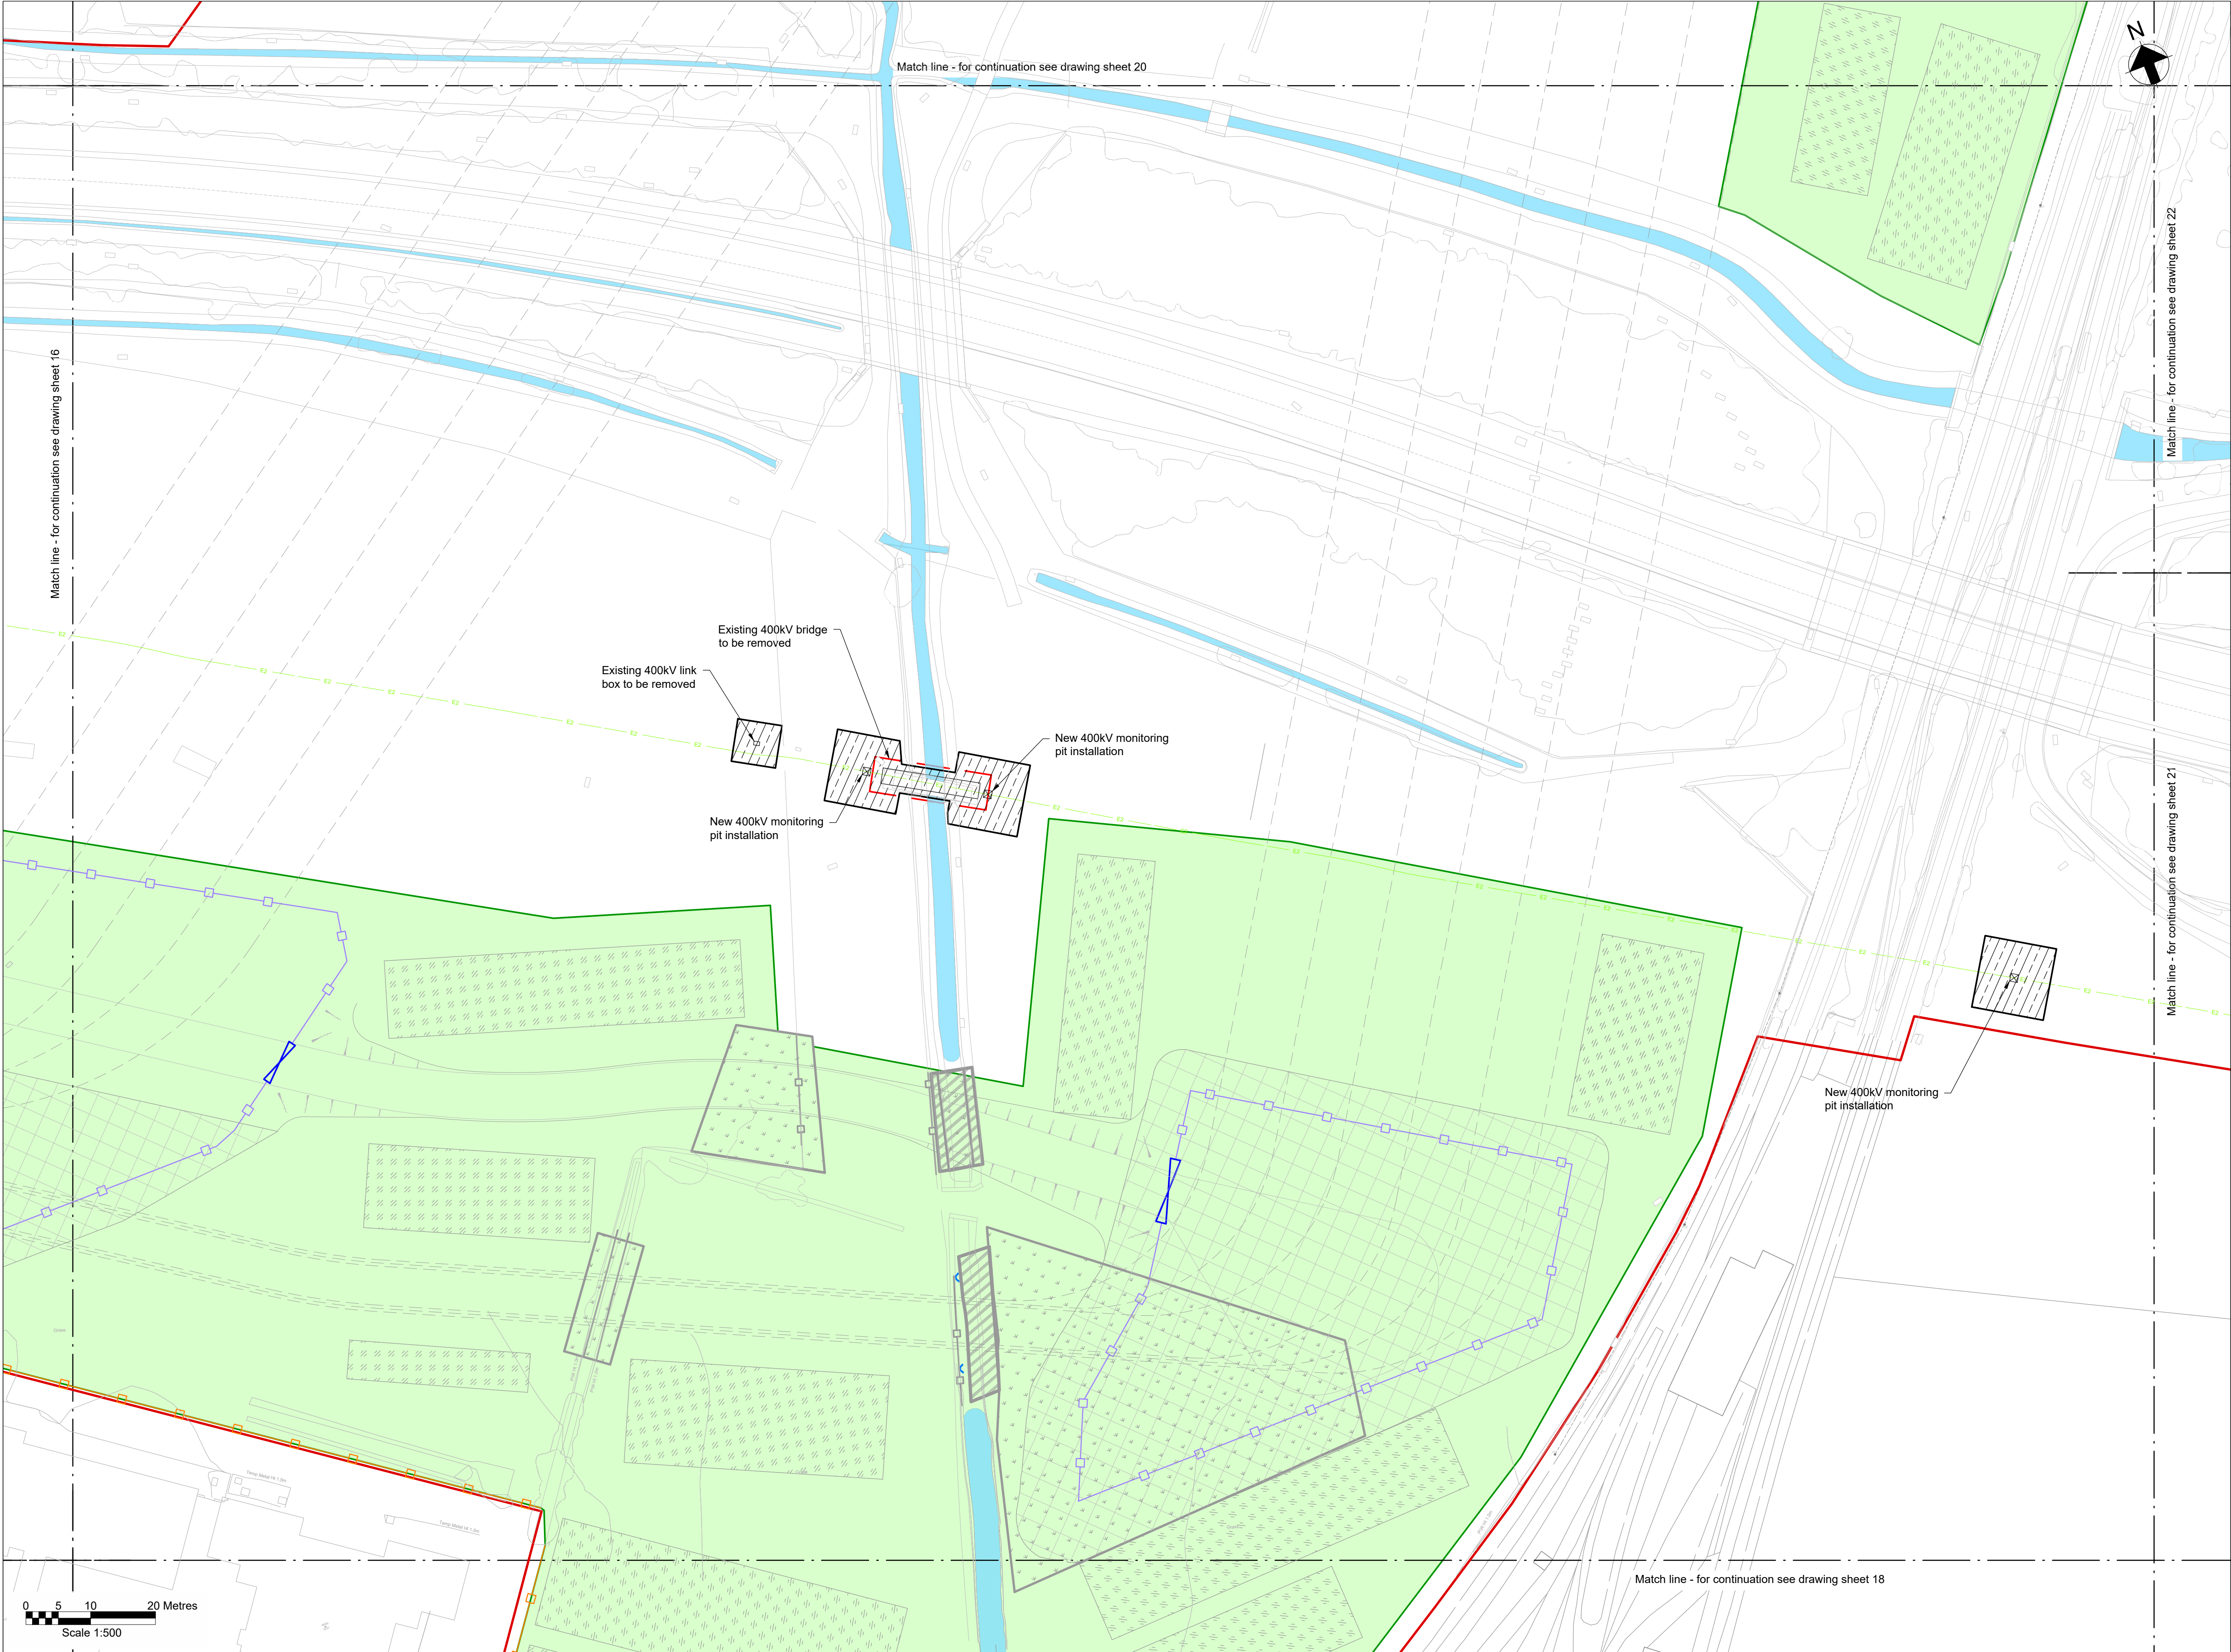 N
Match line - for continuation see drawing sheet 20
Match line - for continuation see drawing sheet 22
Match line - for continuation see drawing sheet 16
Existing 400kV bridge
to be removed
Existing 400kV link
box to be removed
New 400kV monitoring
pit installation
New 400kV monitoring
pit installation
Match line - for continuation see drawing sheet 21
New 400kV monitoring
pit installation
Match line - for continuation see drawing sheet 18
0 5 10 20 Metres
Scale 1:500